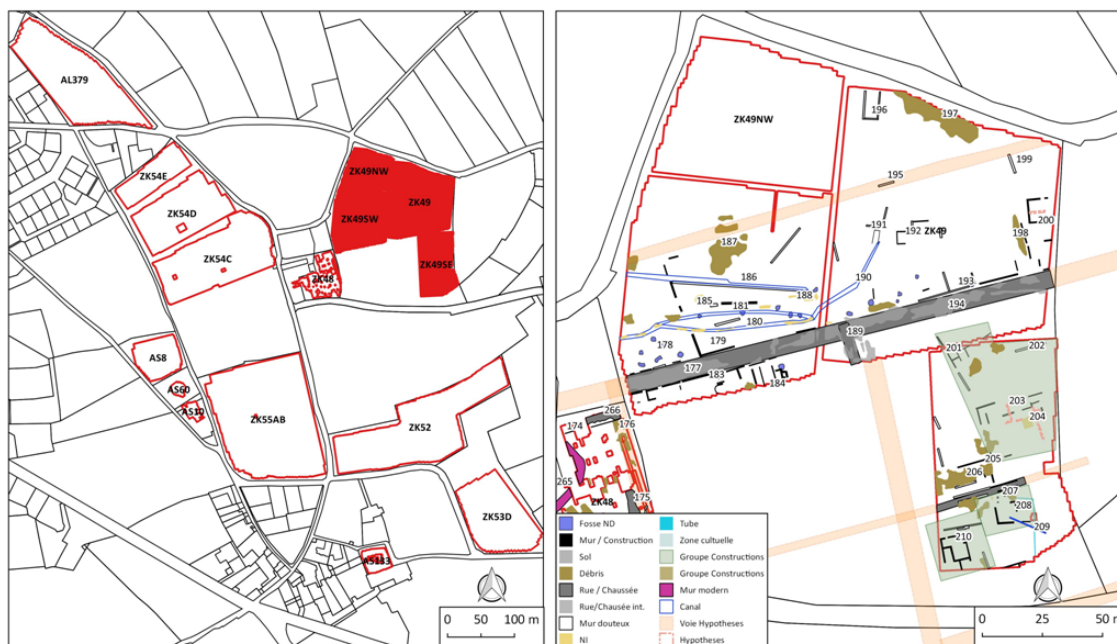 AL379
ZK54E
ZK54D
ZK54C
ZK49NW
ZK49
ZK49SW
ZK49SE
ZK48
AS8
AS60
AS10
ZK55AB
ZK52
ZK53D
0 50 100 m
ZK49NW
196
197
199
195
191
192
ZK49
200
198
187
186
188
190
185
181
180
193
194
178
179
189
177
183
184
201
202
203
204
205
206
207
208
209
210
174
266
176
265
ZK48
175
Fosse ND
Mur / Construction
Sol
Débris
Rue / Chaussée
Rue/Chausée int.
Mur douteux
NI
Tube
Zone cultuelle
Groupe Constructions
Groupe Constructions
Mur modern
Canal
Voie Hypotheses
Hypotheses
0 25 50